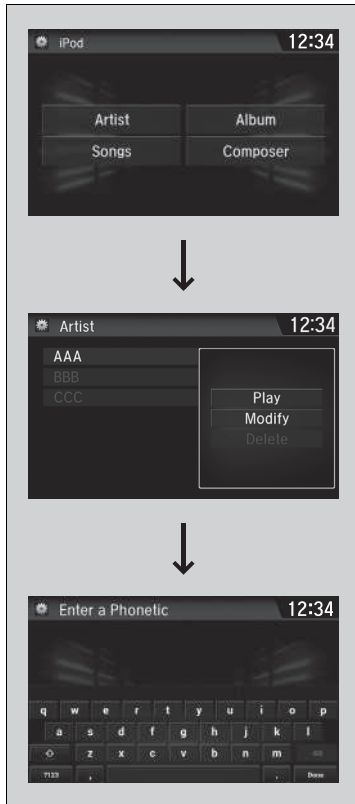 iPod 12:34
Artist Album
Songs Composer
Artist 12:34
AAA
BBB
CCC
Play
Modify
Delete
Enter a Phonetic 12:34
q w e r t y u i o p
a s d f g h j k l
z x c v b n m
?123 , . Done